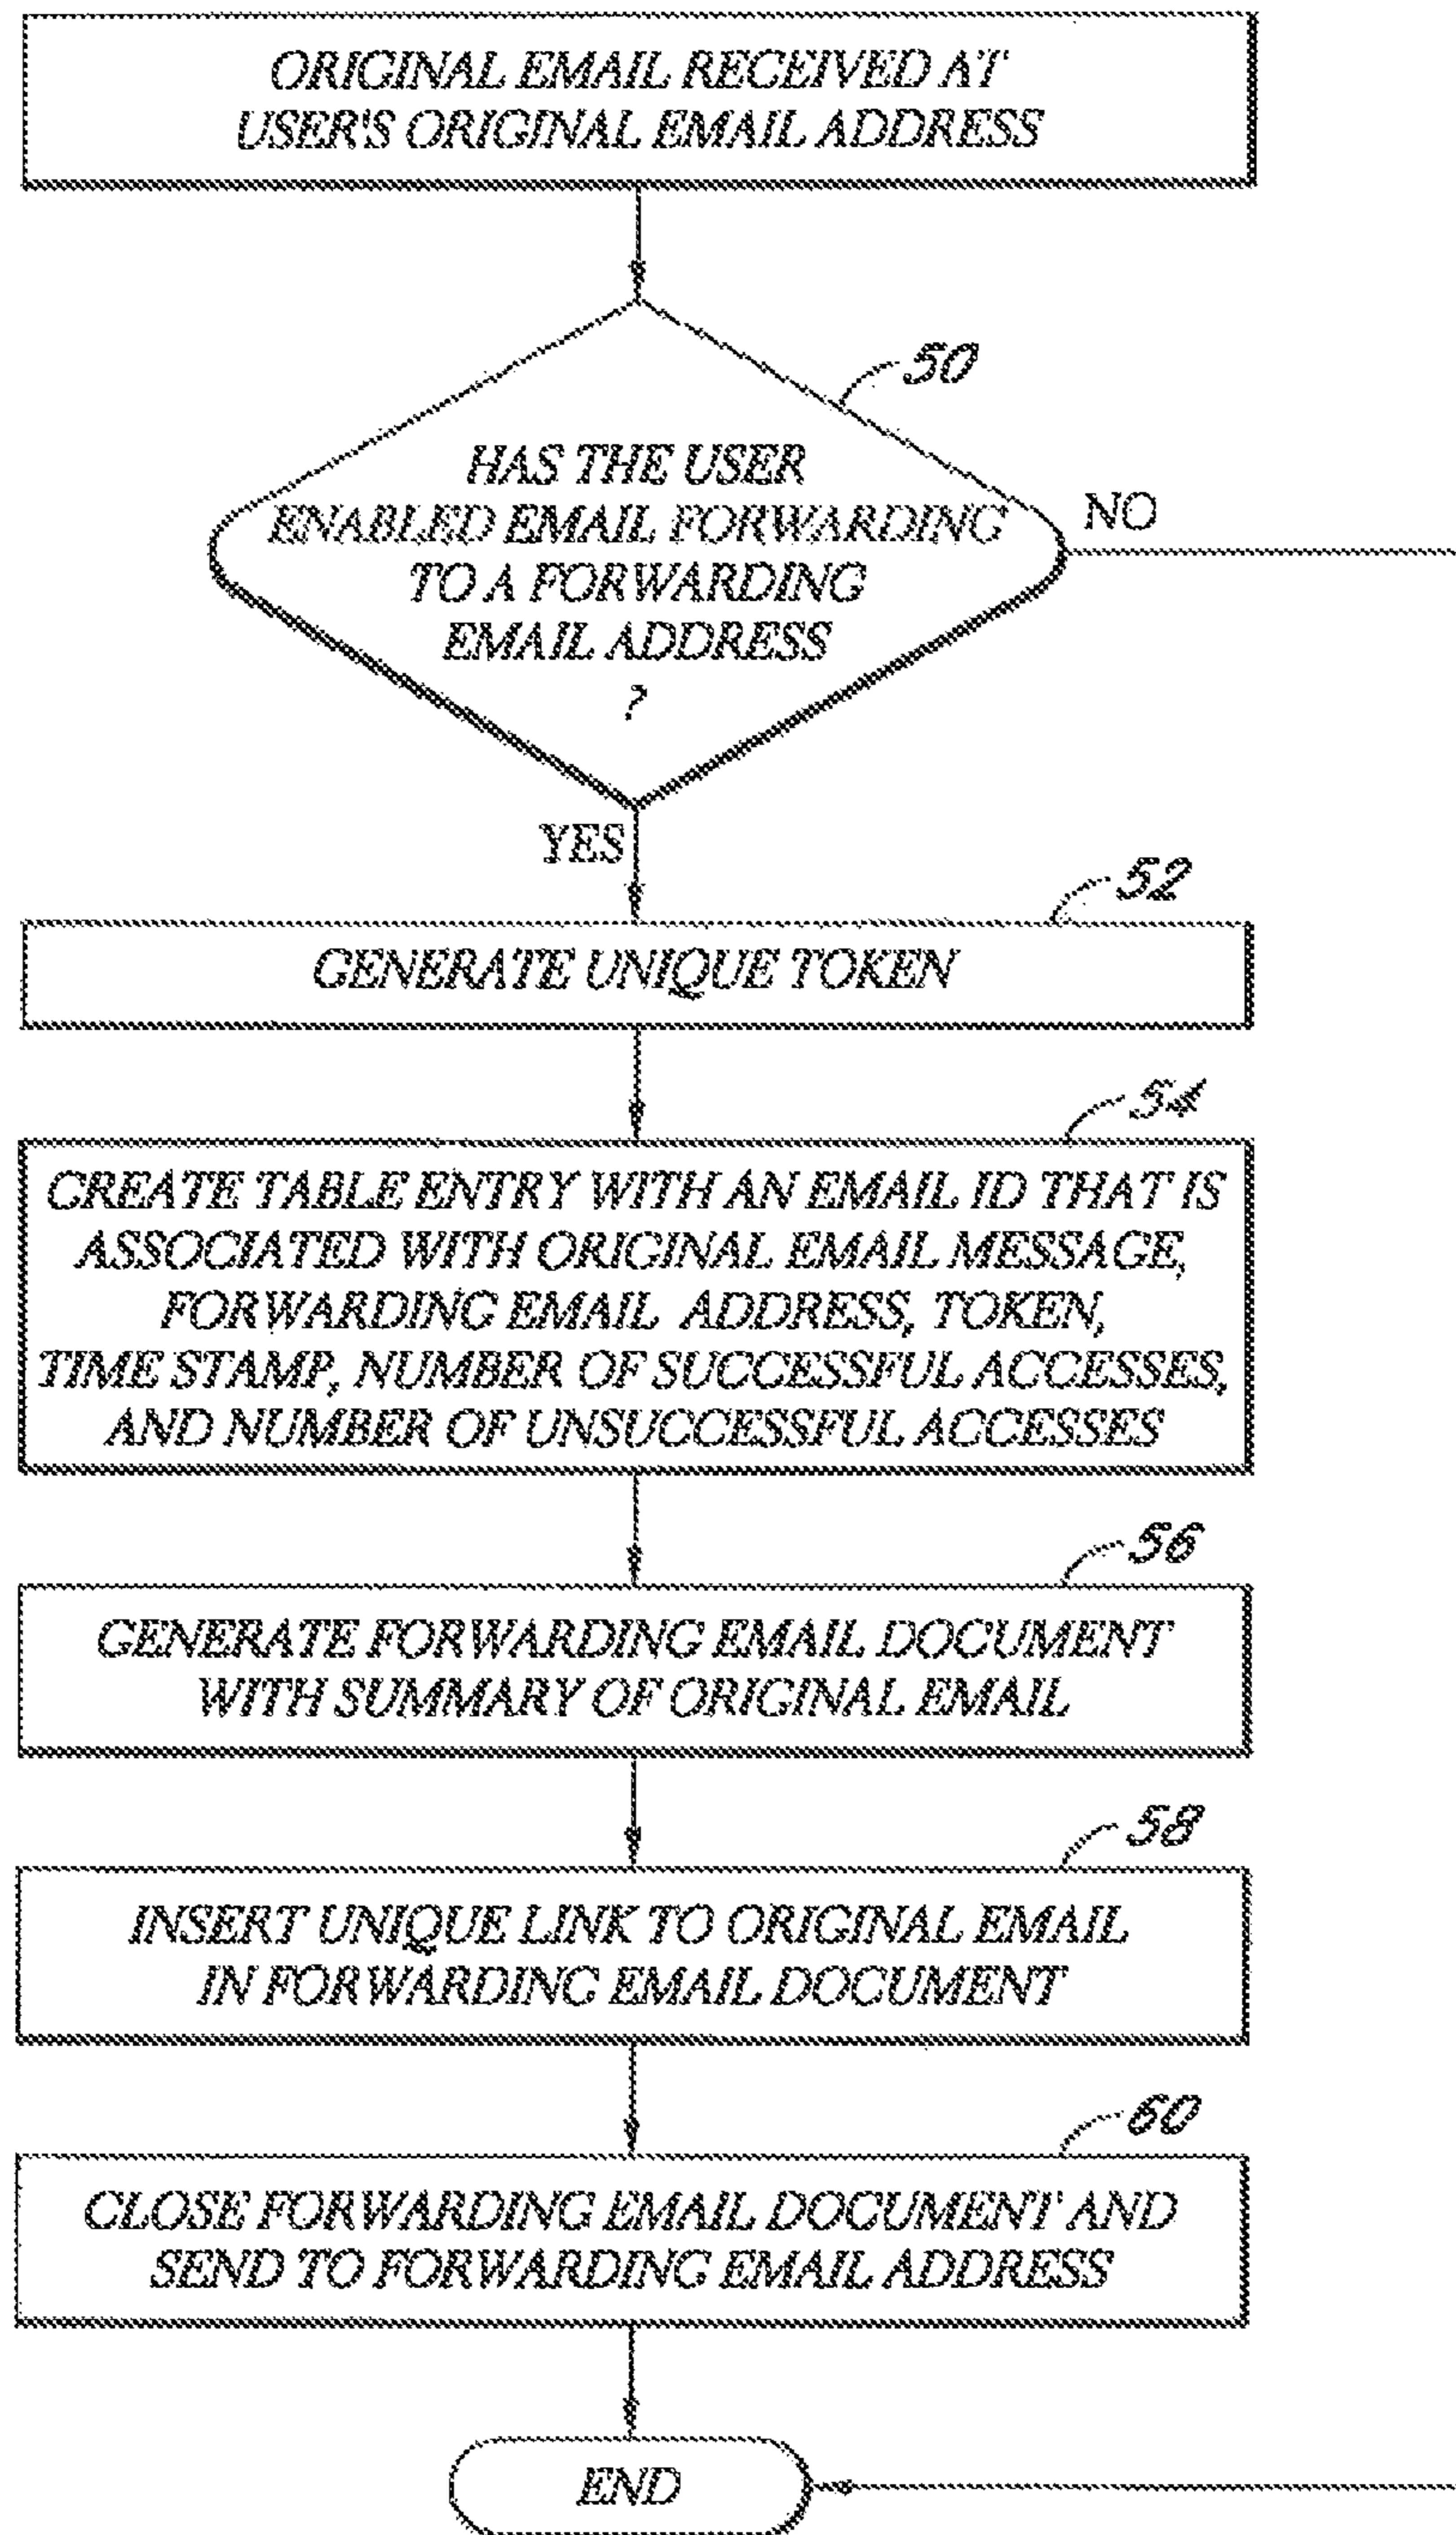 ORIGINAL EMAIL RECEIVED AT
USER'S ORIGINAL EMAIL ADDRESS
50
HAS THE USER
ENABLED EMAIL FORWARDING
TO A FORWARDING
EMAIL ADDRESS
?
NO
YES
52
GENERATE UNIQUE TOKEN
54
CREATE TABLE ENTRY WITH AN EMAIL ID THAT IS
ASSOCIATED WITH ORIGINAL EMAIL MESSAGE,
FORWARDING EMAIL ADDRESS, TOKEN,
TIME STAMP, NUMBER OF SUCCESSFUL ACCESSES,
AND NUMBER OF UNSUCCESSFUL ACCESSES
56
GENERATE FORWARDING EMAIL DOCUMENT
WITH SUMMARY OF ORIGINAL EMAIL
58
INSERT UNIQUE LINK TO ORIGINAL EMAIL
IN FORWARDING EMAIL DOCUMENT
60
CLOSE FORWARDING EMAIL DOCUMENT AND
SEND TO FORWARDING EMAIL ADDRESS
END